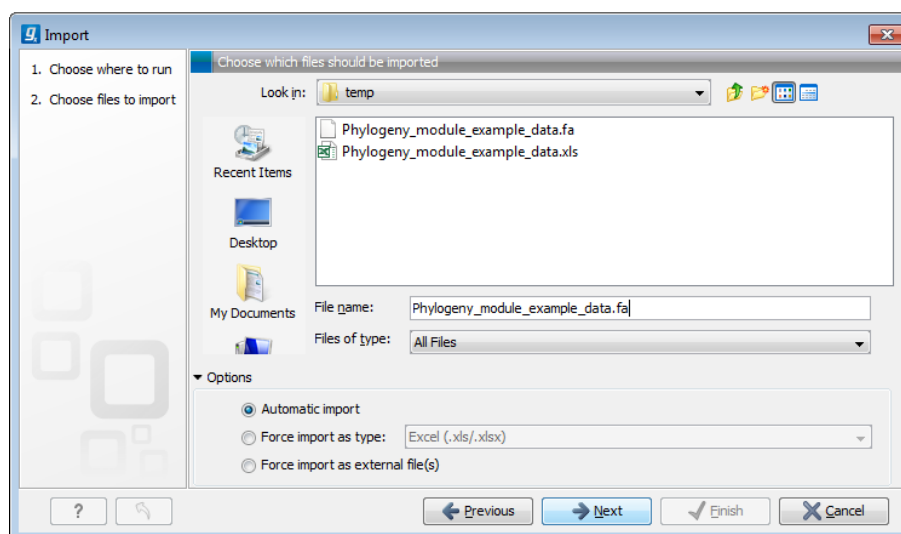 Import
1. Choose where to run
2. Choose files to import
Choose which files should be imported
Look in: temp
Phylogeny_module_example_data.fa
Phylogeny_module_example_data.xls
Recent Items
Desktop
My Documents
File name: Phylogeny_module_example_data.fa
Files of type: All Files
Options
Automatic import
Force import as type: Excel (.xls/.xlsx)
Force import as external file(s)
? Previous Next Finish Cancel